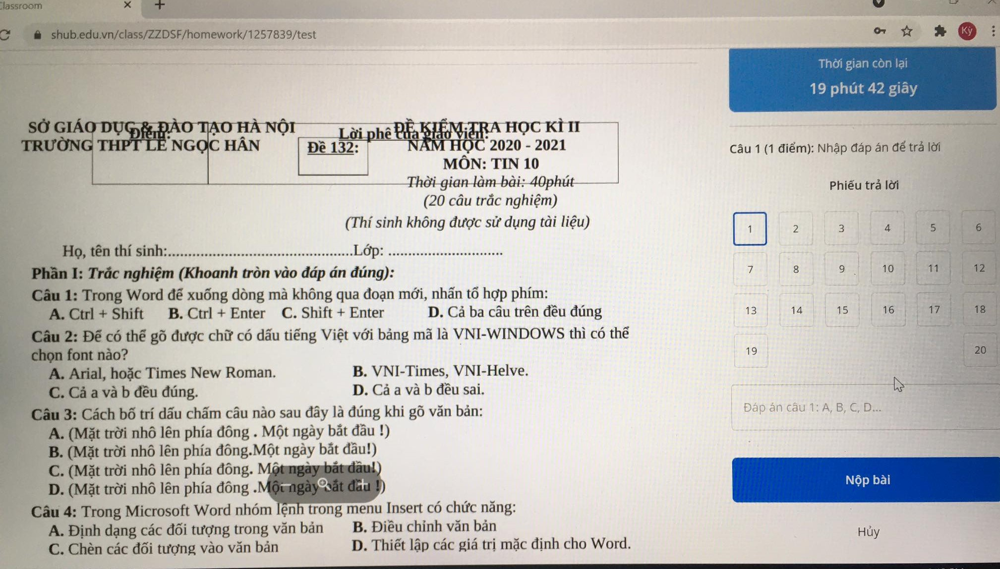 Classroom
shub.edu.vn/class/ZZDSF/homework/1257839/test
Kỳ
Thời gian còn lại
19 phút 42 giây
SỞ GIÁO DỤC & ĐÀO TẠO HÀ NỘI
TRƯỜNG THPT LÊ NGỌC HÂN
Điểm:
Lời phê của giáo viên:
Đề 132:
ĐỀ KIỂM TRA HỌC KÌ II
NĂM HỌC 2020 - 2021
MÔN: TIN 10
Thời gian làm bài: 40phút
(20 câu trắc nghiệm)
(Thí sinh không được sử dụng tài liệu)
Họ, tên thí sinh:..............................................Lớp: .............................
Phần I: Trắc nghiệm (Khoanh tròn vào đáp án đúng):
Câu 1: Trong Word để xuống dòng mà không qua đoạn mới, nhấn tổ hợp phím:
A. Ctrl + Shift B. Ctrl + Enter C. Shift + Enter D. Cả ba câu trên đều đúng
Câu 2: Để có thể gõ được chữ có dấu tiếng Việt với bảng mã là VNI-WINDOWS thì có thể
chọn font nào?
A. Arial, hoặc Times New Roman. B. VNI-Times, VNI-Helve.
C. Cả a và b đều đúng. D. Cả a và b đều sai.
Câu 3: Cách bố trí dấu chấm câu nào sau đây là đúng khi gõ văn bản:
A. (Mặt trời nhô lên phía đông . Một ngày bắt đầu !)
B. (Mặt trời nhô lên phía đông.Một ngày bắt đầu!)
C. (Mặt trời nhô lên phía đông. Một ngày bắt đầu!)
D. (Mặt trời nhô lên phía đông .Một ngày bắt đầu !)
Câu 4: Trong Microsoft Word nhóm lệnh trong menu Insert có chức năng:
A. Định dạng các đối tượng trong văn bản B. Điều chỉnh văn bản
C. Chèn các đối tượng vào văn bản D. Thiết lập các giá trị mặc định cho Word.
Câu 1 (1 điểm): Nhập đáp án để trả lời
Phiếu trả lời
1 2 3 4 5 6
7 8 9 10 11 12
13 14 15 16 17 18
19 20
Đáp án câu 1: A, B, C, D...
Nộp bài
Hủy